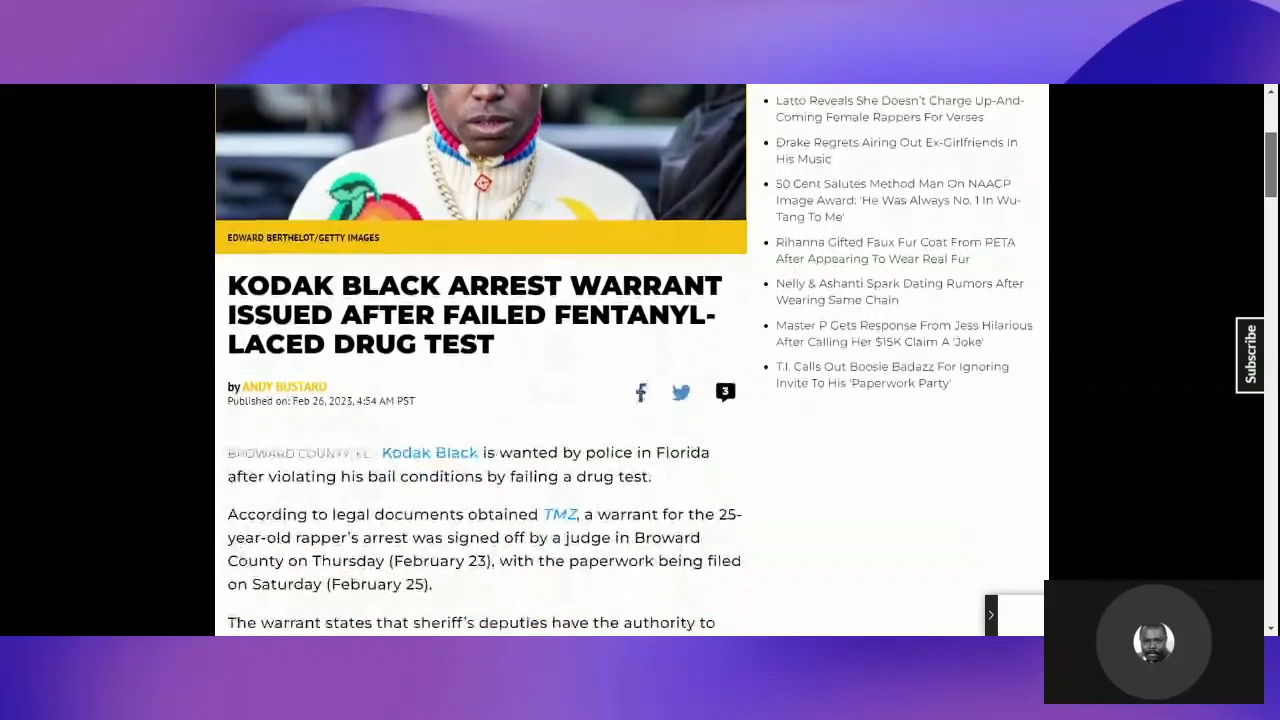 Latto Reveals She Doesn't Charge Up-And-
Coming Female Rappers For Verses
Drake Regrets Airing Out Ex-Girlfriends In
His Music
50 Cent Salutes Method Man On NAACP
Image Award: 'He Was Always No. 1 In Wu-
Tang To Me'
Rihanna Gifted Faux Fur Coat From PETA
After Appearing To Wear Real Fur
Nelly & Ashanti Spark Dating Rumors After
Wearing Same Chain
Master P Gets Response From Jess Hilarious
After Calling Her $15K Claim A 'Joke'
T.I. Calls Out Boosie Badazz For Ignoring
Invite To His 'Paperwork Party'
EDWARD BERTHELOT/GETTY IMAGES
KODAK BLACK ARREST WARRANT
ISSUED AFTER FAILED FENTANYL-
LACED DRUG TEST
by ANDY BUSTARD
Published on: Feb 26, 2023, 4:54 AM PST
3
BROWARD COUNTY, FL Kodak Black is wanted by police in Florida
after violating his bail conditions by failing a drug test.
According to legal documents obtained TMZ, a warrant for the 25-
year-old rapper's arrest was signed off by a judge in Broward
County on Thursday (February 23), with the paperwork being filed
on Saturday (February 25).
The warrant states that sheriff's deputies have the authority to
Subscribe